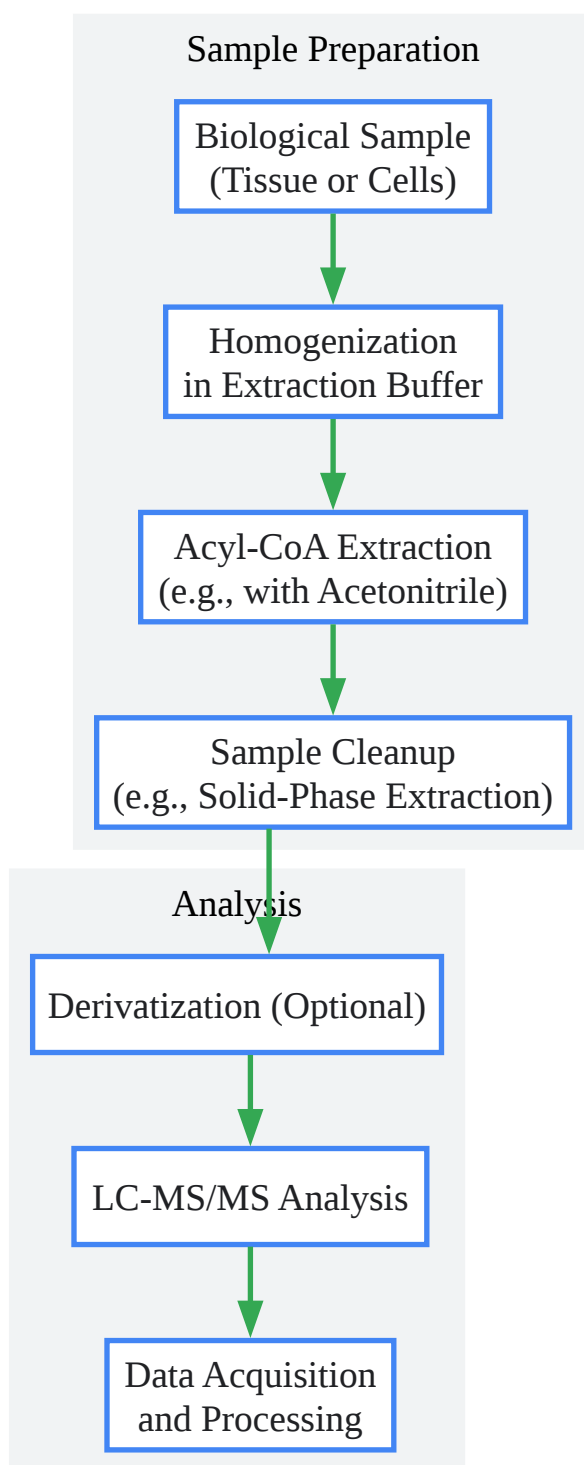 Sample Preparation
Biological Sample
(Tissue or Cells)
Homogenization
in Extraction Buffer
Acyl-CoA Extraction
(e.g., with Acetonitrile)
Sample Cleanup
(e.g., Solid-Phase Extraction)
Analysis
Derivatization (Optional)
LC-MS/MS Analysis
Data Acquisition
and Processing